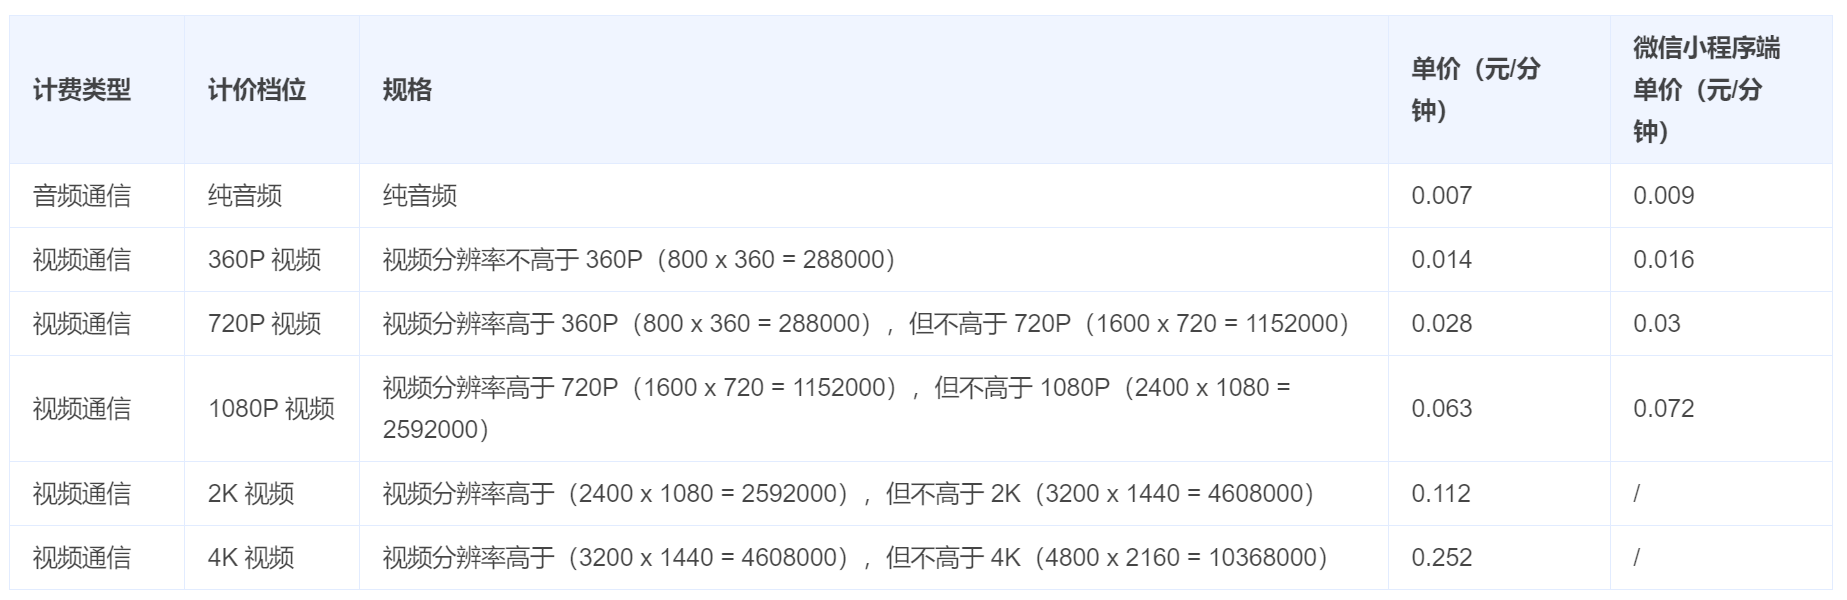 计费类型
计价档位
规格
单价（元/分
钟）
微信小程序端
单价（元/分
钟）
音频通信
纯音频
纯音频
0.007
0.009
视频通信
360P 视频
视频分辨率不高于 360P（800 x 360 = 288000）
0.014
0.016
视频通信
720P 视频
视频分辨率高于 360P（800 x 360 = 288000），但不高于 720P（1600 x 720 = 1152000）
0.028
0.03
视频通信
1080P 视频
视频分辨率高于 720P（1600 x 720 = 1152000），但不高于 1080P（2400 x 1080 =
2592000）
0.063
0.072
视频通信
2K 视频
视频分辨率高于（2400 x 1080 = 2592000），但不高于 2K（3200 x 1440 = 4608000）
0.112
/
视频通信
4K 视频
视频分辨率高于（3200 x 1440 = 4608000），但不高于 4K（4800 x 2160 = 10368000）
0.252
/